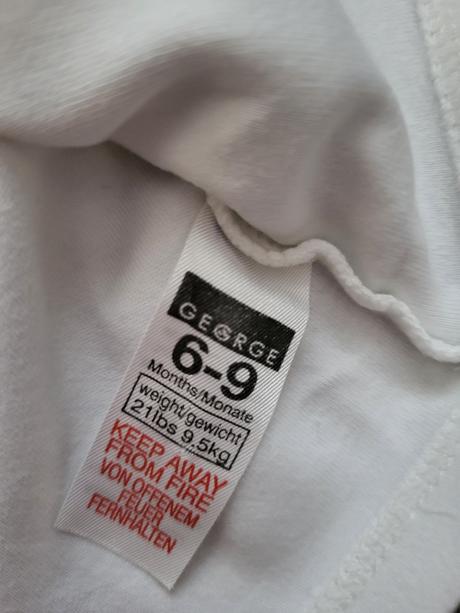 GEORGE
6-9
Months/Monate
weight/gewicht
21lbs 9.5kg
KEEP AWAY
FROM FIRE
VON OFFENEM
FEUER
FERNHALTEN